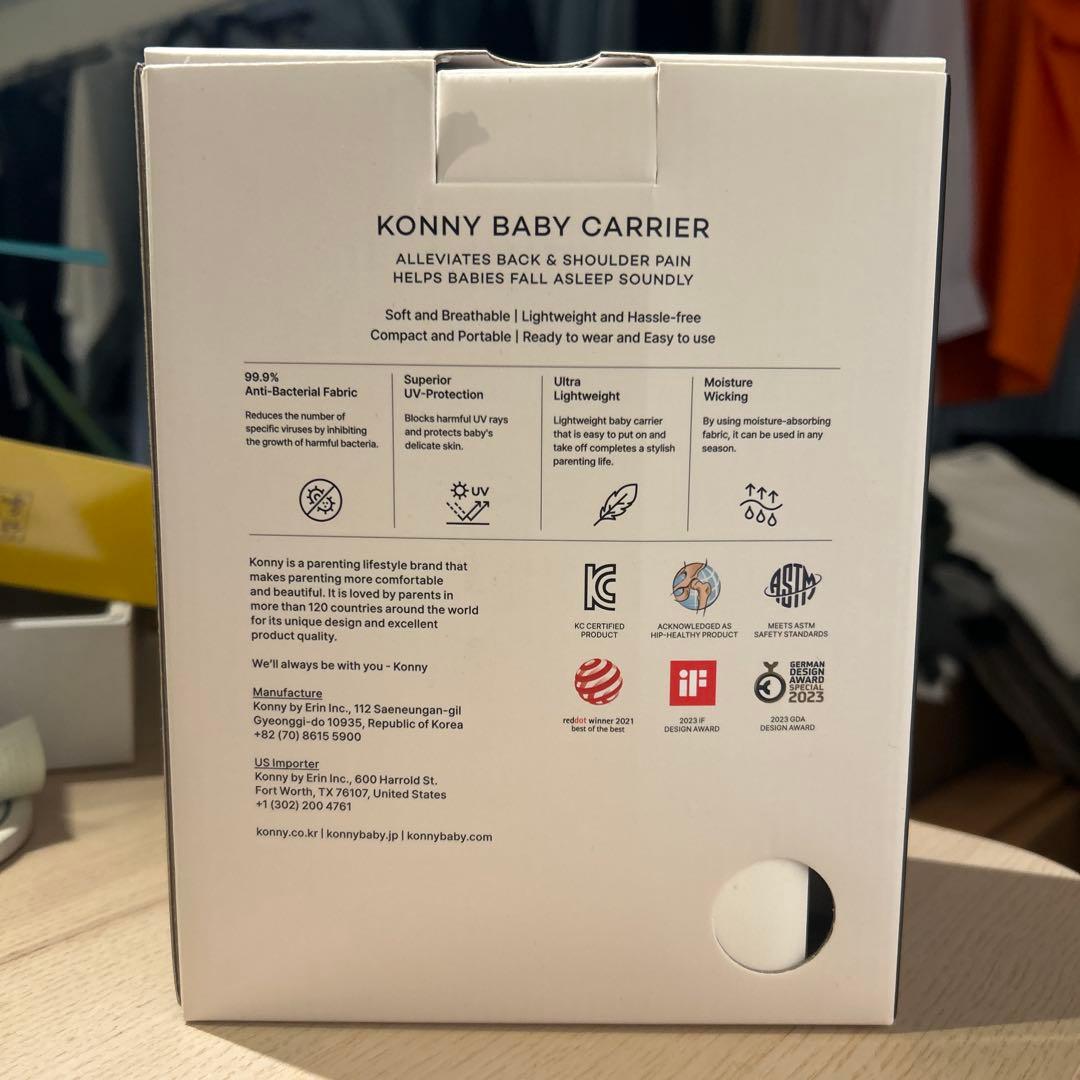 KONNY BABY CARRIER
ALLEVIATES BACK & SHOULDER PAIN
HELPS BABIES FALL ASLEEP SOUNDLY
Soft and Breathable | Lightweight and Hassle-free
Compact and Portable | Ready to wear and Easy to use
99.9%
Anti-Bacterial Fabric
Reduces the number of
specific viruses by inhibiting
the growth of harmful bacteria.
Superior
UV-Protection
Blocks harmful UV rays
and protects baby's
delicate skin.
UV
Ultra
Lightweight
Lightweight baby carrier
that is easy to put on and
take off completes a stylish
parenting life.
Moisture
Wicking
By using moisture-absorbing
fabric, it can be used in any
season.
Konny is a parenting lifestyle brand that
makes parenting more comfortable
and beautiful. It is loved by parents in
more than 120 countries around the world
for its unique design and excellent
product quality.
We'll always be with you - Konny
Manufacture
Konny by Erin Inc., 112 Saeneungan-gil
Gyeonggi-do 10935, Republic of Korea
+82 (70) 8615 5900
US Importer
Konny by Erin Inc., 600 Harrold St.
Fort Worth, TX 76107, United States
+1 (302) 200 4761
konny.co.kr | konnybaby.jp | konnybaby.com
KC
KC CERTIFIED
PRODUCT
ACKNOWLEDGED AS
HIP-HEALTHY PRODUCT
ASTM
MEETS ASTM
SAFETY STANDARDS
reddot winner 2021
best of the best
iF
2023 IF
DESIGN AWARD
GERMAN
DESIGN
AWARD
SPECIAL
2023
2023 GDA
DESIGN AWARD